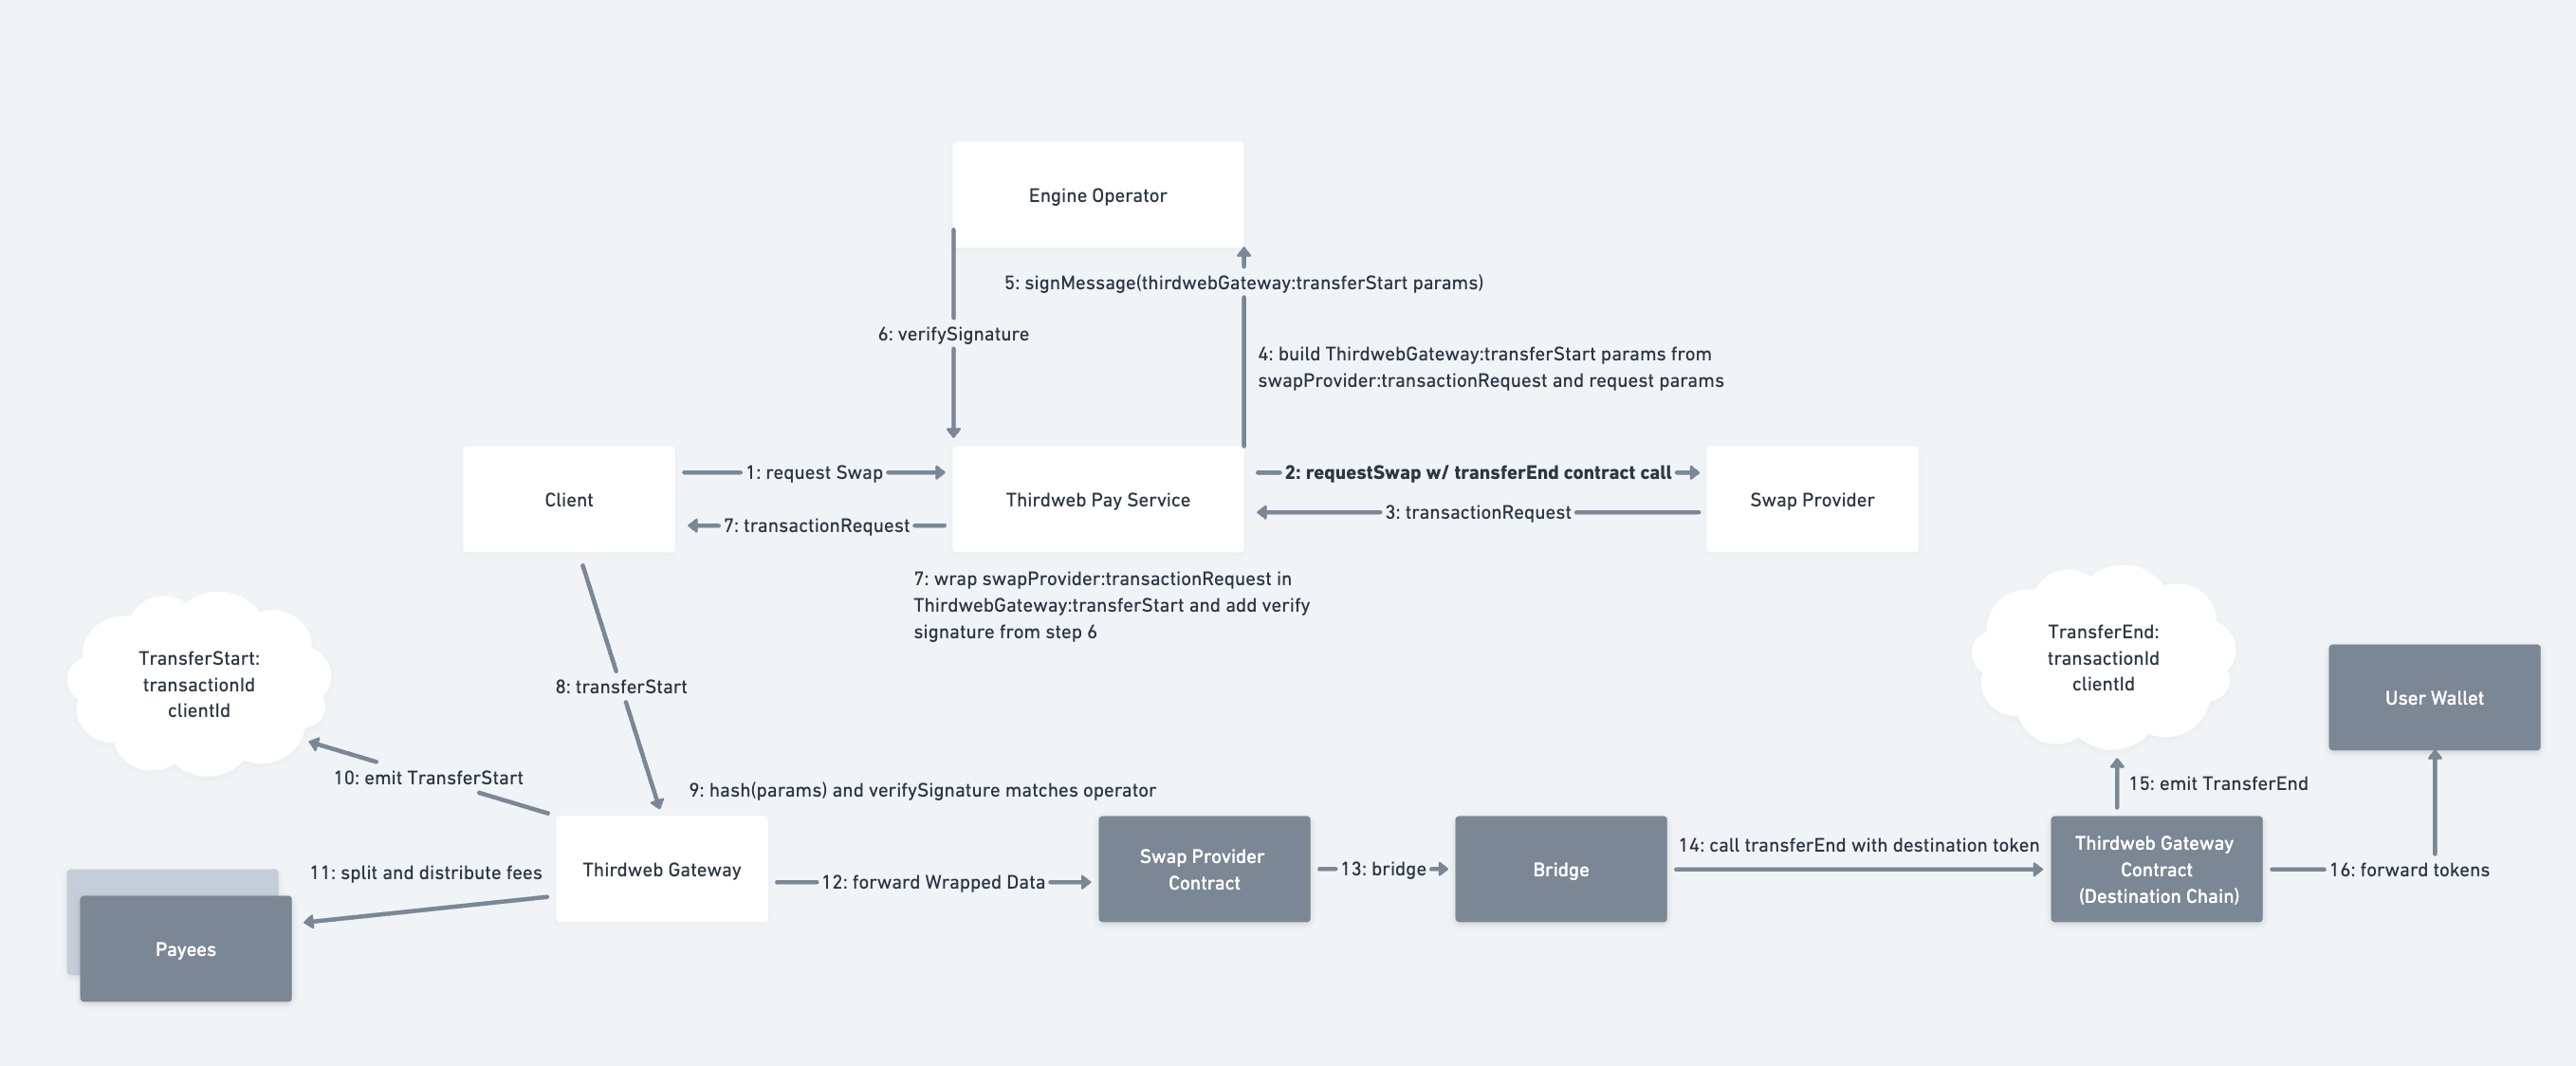 Engine Operator
5: signMessage(thirdwebGateway:transferStart params)
6: verifySignature
4: build ThirdwebGateway:transferStart params from
swapProvider:transactionRequest and request params
Client
1: request Swap
7: transactionRequest
Thirdweb Pay Service
2: requestSwap w/ transferEnd contract call
3: transactionRequest
Swap Provider
7: wrap swapProvider:transactionRequest in
ThirdwebGateway:transferStart and add verify
signature from step 6
TransferStart:
transactionId
clientId
8: transferStart
TransferEnd:
transactionId
clientId
User Wallet
10: emit TransferStart
9: hash(params) and verifySignature matches operator
15: emit TransferEnd
11: split and distribute fees
Payees
Thirdweb Gateway
12: forward Wrapped Data
Swap Provider
Contract
13: bridge
Bridge
14: call transferEnd with destination token
Thirdweb Gateway
Contract
(Destination Chain)
16: forward tokens